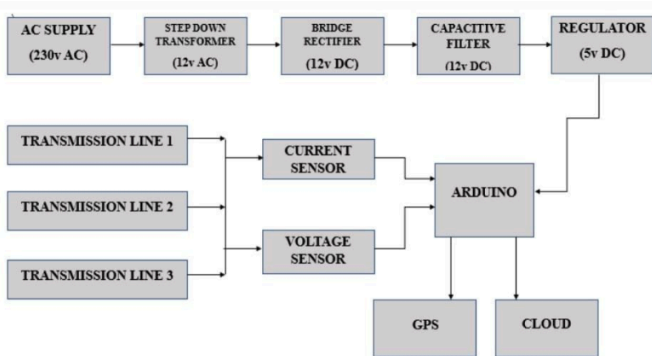 AC SUPPLY
(230v AC)
STEP DOWN
TRANSFORMER
(12v AC)
BRIDGE
RECTIFIER
(12v DC)
CAPACITIVE
FILTER
(12v DC)
REGULATOR
(5v DC)
TRANSMISSION LINE 1
TRANSMISSION LINE 2
TRANSMISSION LINE 3
CURRENT
SENSOR
VOLTAGE
SENSOR
ARDUINO
GPS
CLOUD